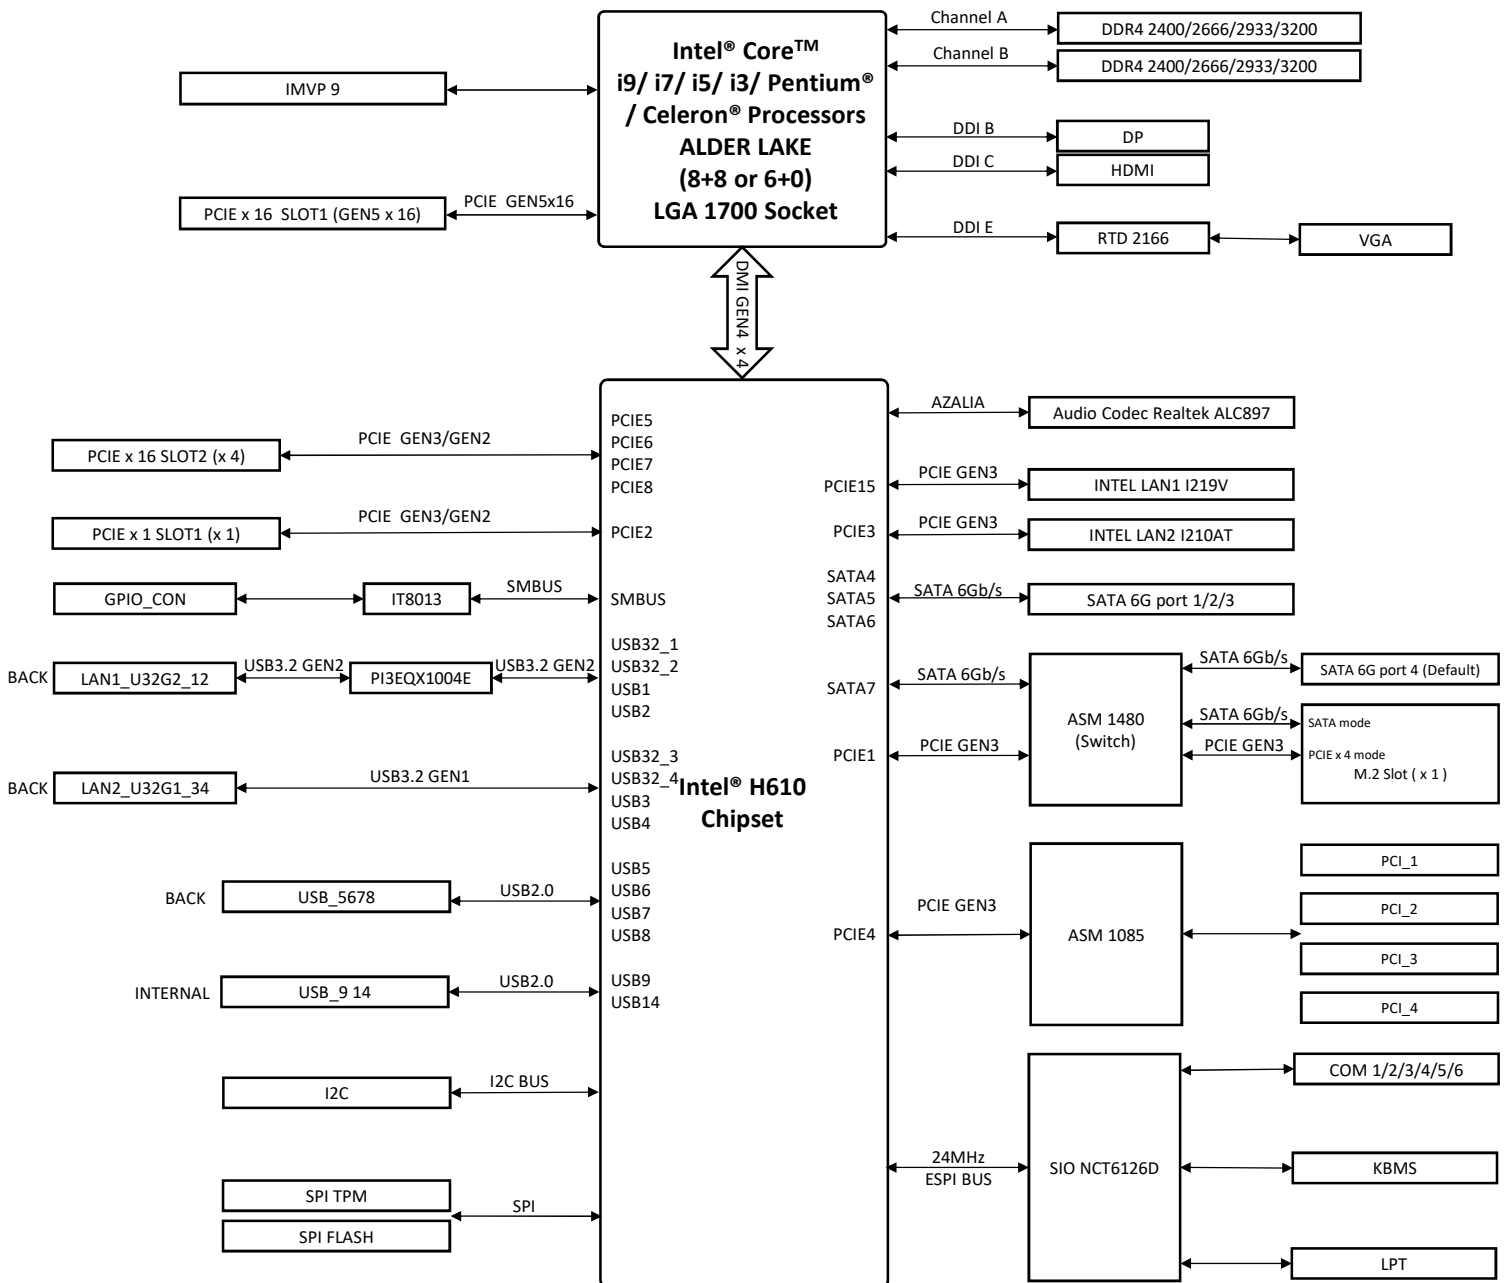 Channel A
DDR4 2400/2666/2933/3200
Channel B
DDR4 2400/2666/2933/3200
Intel® Core™
i9/ i7/ i5/ i3/ Pentium®
/ Celeron® Processors
ALDER LAKE
(8+8 or 6+0)
LGA 1700 Socket
IMVP 9
PCIE x 16 SLOT1 (GEN5 x 16)
PCIE GEN5x16
DDI B
DP
DDI C
HDMI
DDI E
RTD 2166
VGA
DMI GEN4 x 4
Intel® H610
Chipset
PCIE x 16 SLOT2 (x 4)
PCIE GEN3/GEN2
PCIE5
PCIE6
PCIE7
PCIE8
PCIE x 1 SLOT1 (x 1)
PCIE GEN3/GEN2
PCIE2
GPIO_CON
IT8013
SMBUS
SMBUS
BACK
LAN1_U32G2_12
USB3.2 GEN2
PI3EQX1004E
USB3.2 GEN2
USB32_1
USB32_2
USB1
USB2
BACK
LAN2_U32G1_34
USB3.2 GEN1
USB32_3
USB32_4
USB3
USB4
BACK
USB_5678
USB2.0
USB5
USB6
USB7
USB8
INTERNAL
USB_9 14
USB2.0
USB9
USB14
I2C
I2C BUS
SPI TPM
SPI FLASH
SPI
AZALIA
Audio Codec Realtek ALC897
PCIE15
PCIE GEN3
INTEL LAN1 I219V
PCIE3
PCIE GEN3
INTEL LAN2 I210AT
SATA4
SATA5
SATA6
SATA 6Gb/s
SATA 6G port 1/2/3
SATA7
SATA 6Gb/s
PCIE1
PCIE GEN3
ASM 1480
(Switch)
SATA 6Gb/s
SATA 6G port 4 (Default)
SATA 6Gb/s
SATA mode
PCIE GEN3
PCIE x 4 mode
M.2 Slot ( x 1 )
PCIE4
PCIE GEN3
ASM 1085
PCI_1
PCI_2
PCI_3
PCI_4
24MHz
ESPI BUS
SIO NCT6126D
COM 1/2/3/4/5/6
KBMS
LPT